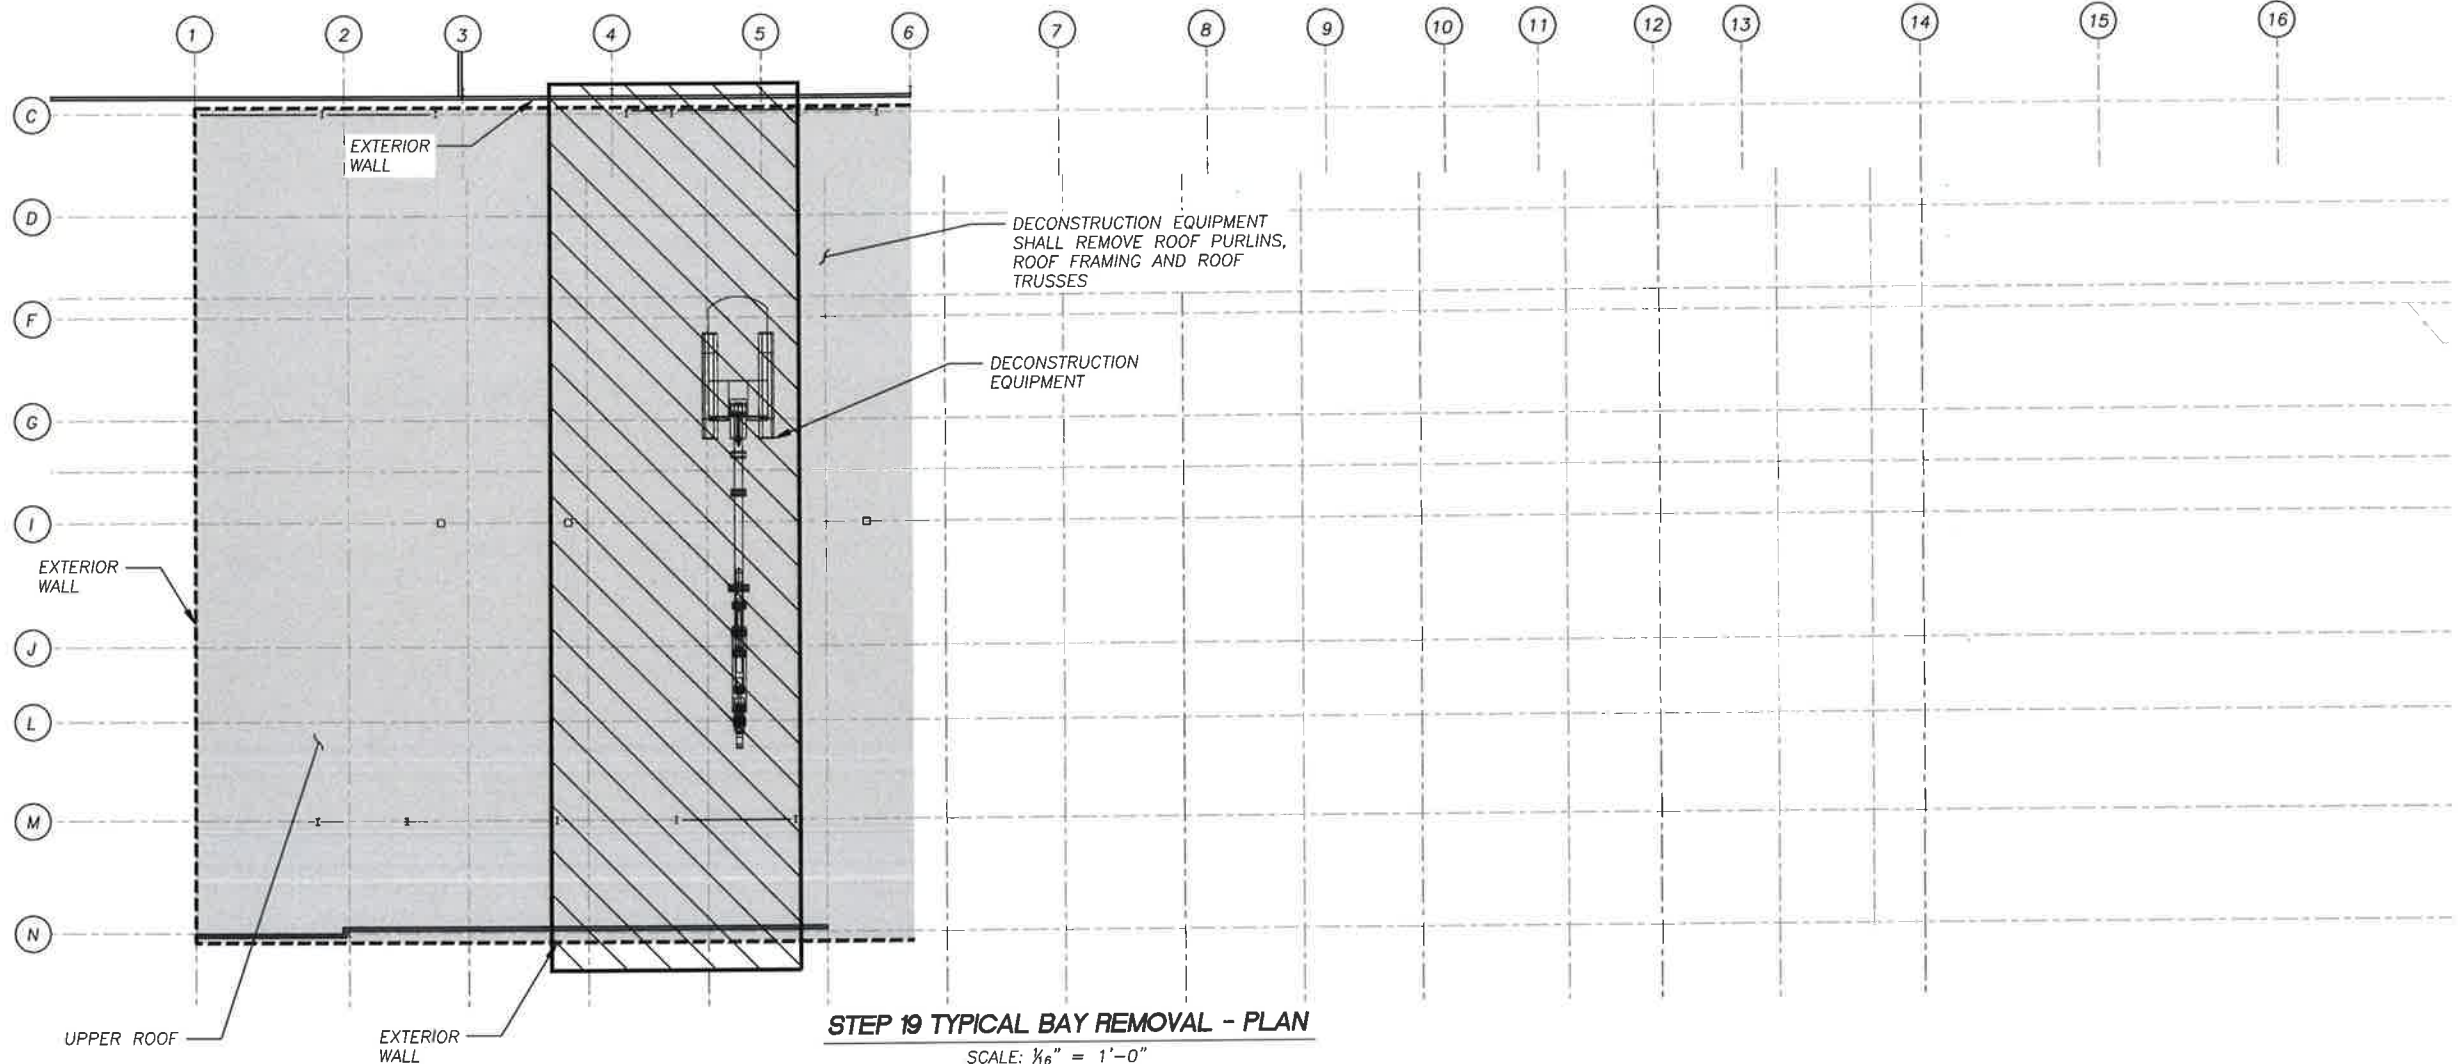 1 2 3 4 5 6 7 8 9 10 11 12 13 14 15 16
C
EXTERIOR
WALL
D
DECONSTRUCTION EQUIPMENT
SHALL REMOVE ROOF PURLINS,
ROOF FRAMING AND ROOF
TRUSSES
F
DECONSTRUCTION
EQUIPMENT
G
I
EXTERIOR
WALL
J
L
M
N
UPPER ROOF
EXTERIOR
WALL
STEP 19 TYPICAL BAY REMOVAL - PLAN
SCALE: 1/16" = 1'-0"